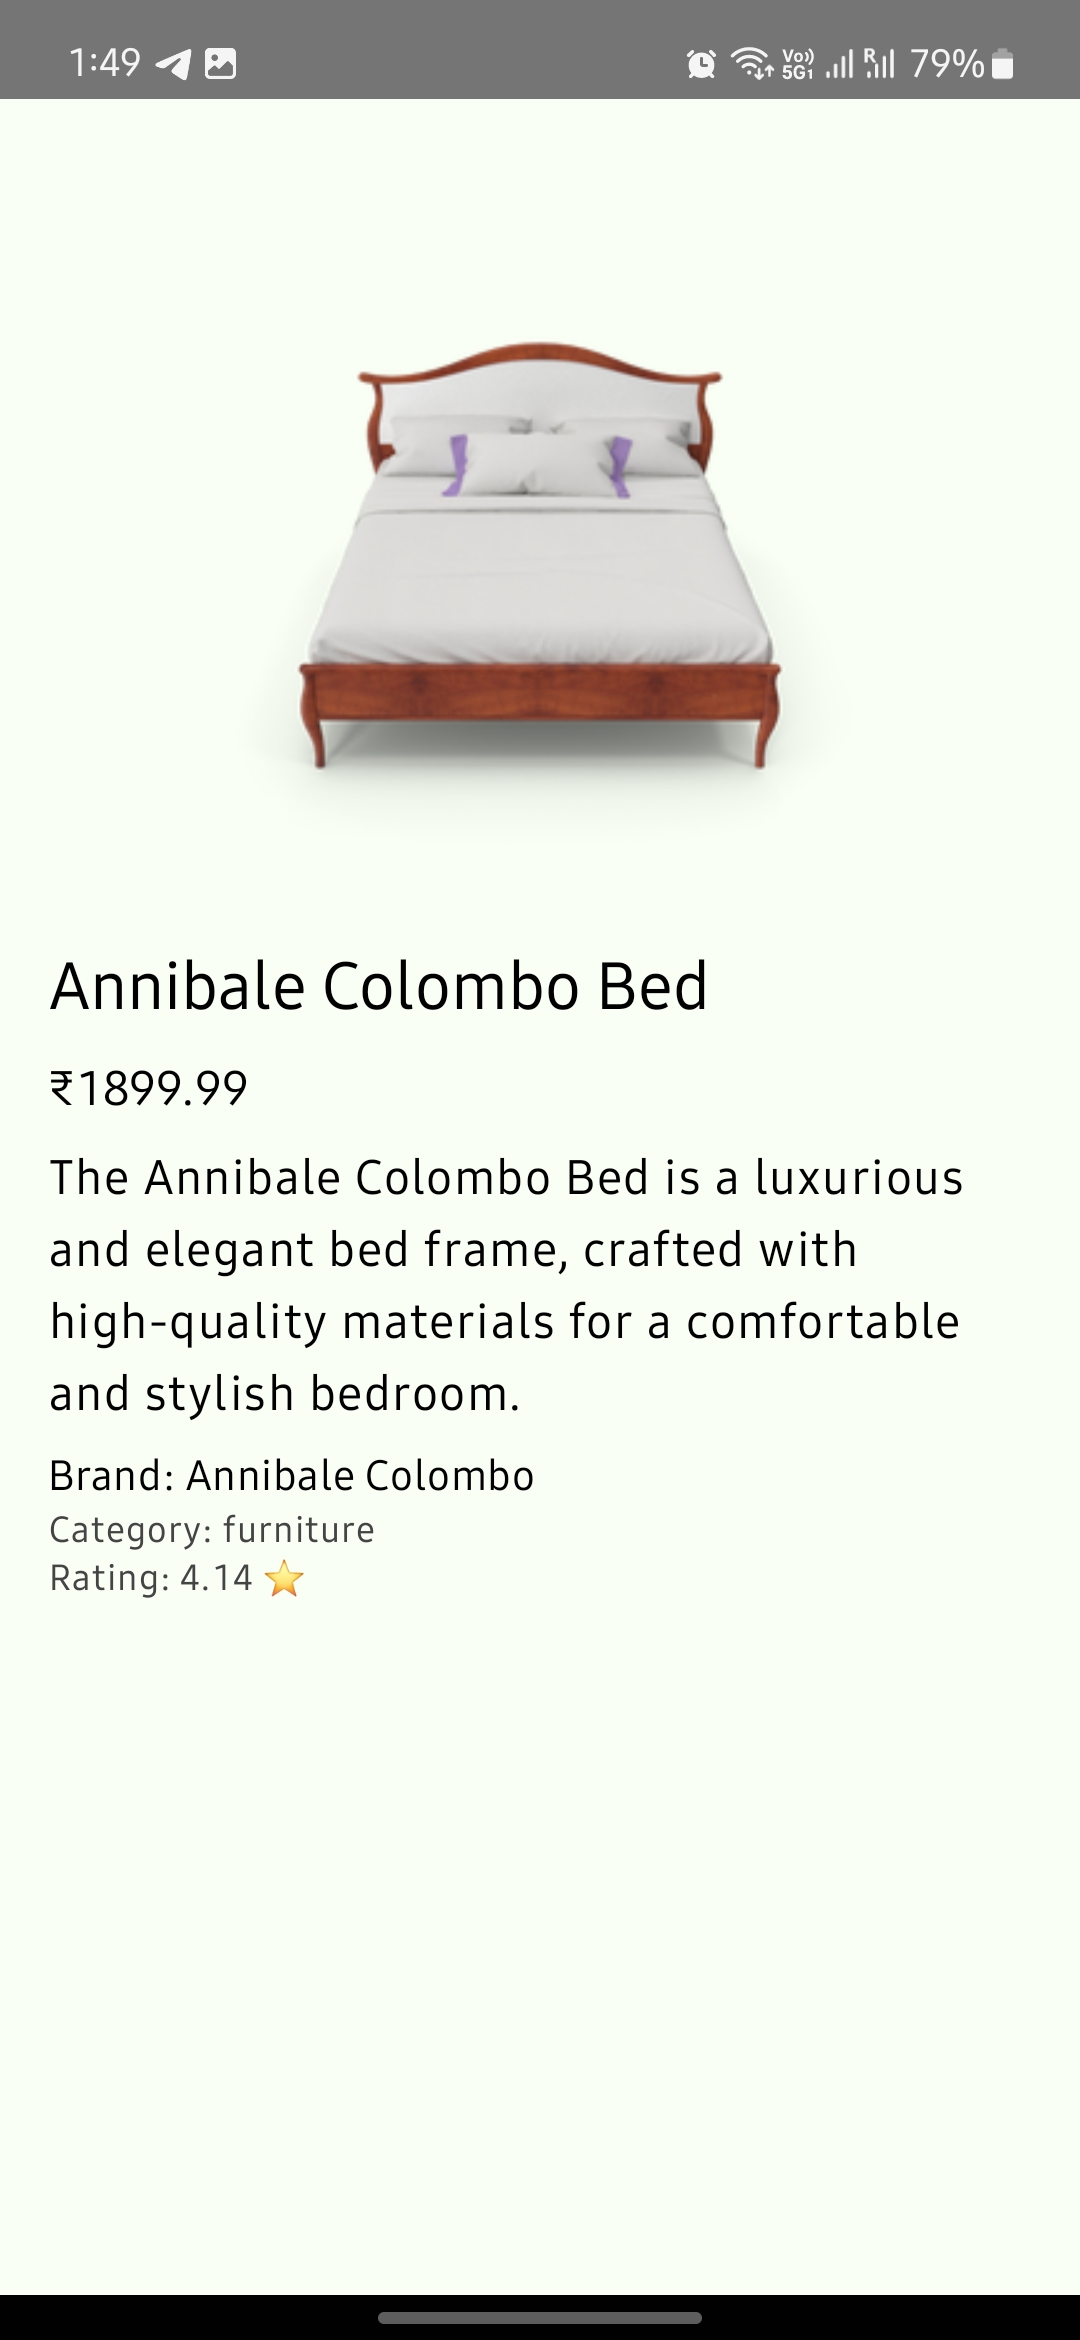 1:49
Vo)) 5G1 R 79%
Annibale Colombo Bed
₹1899.99
The Annibale Colombo Bed is a luxurious
and elegant bed frame, crafted with
high-quality materials for a comfortable
and stylish bedroom.
Brand: Annibale Colombo
Category: furniture
Rating: 4.14 ⭐